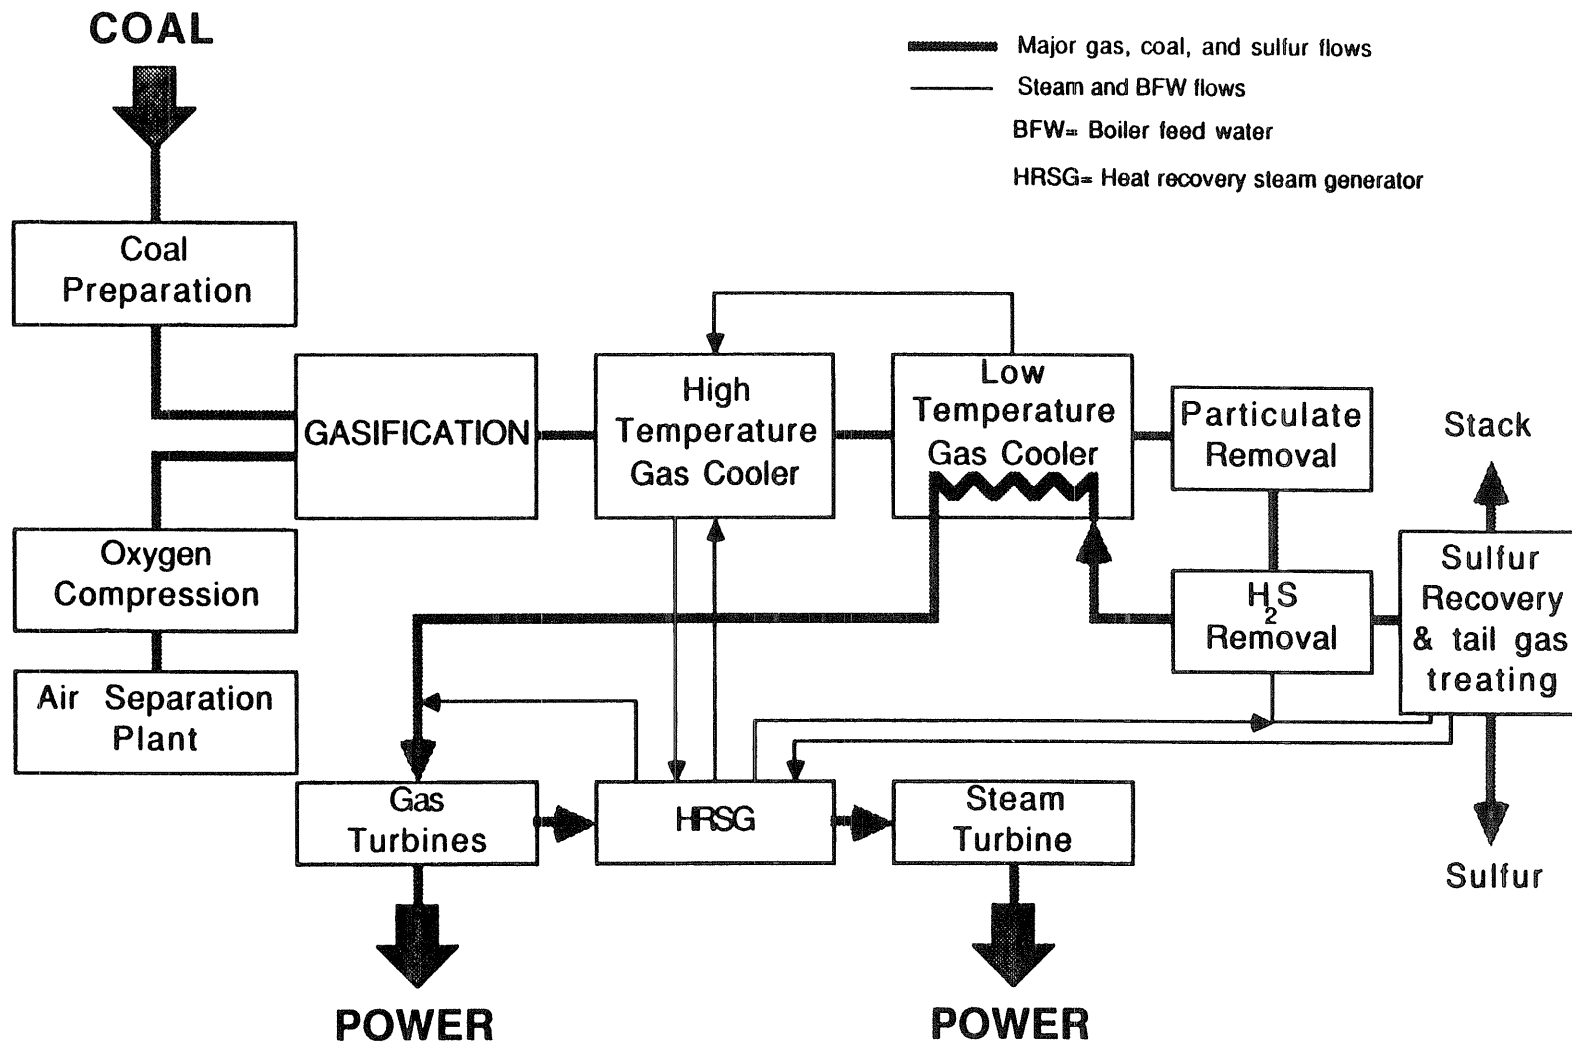 COAL
Major gas, coal, and sulfur flows
Steam and BFW flows
BFW= Boiler feed water
HRSG= Heat recovery steam generator
Coal
Preparation
GASIFICATION
High
Temperature
Gas Cooler
Low
Temperature
Gas Cooler
Particulate
Removal
Stack
Oxygen
Compression
H2S
Removal
Sulfur
Recovery
& tail gas
treating
Air Separation
Plant
Gas
Turbines
HRSG
Steam
Turbine
Sulfur
POWER
POWER